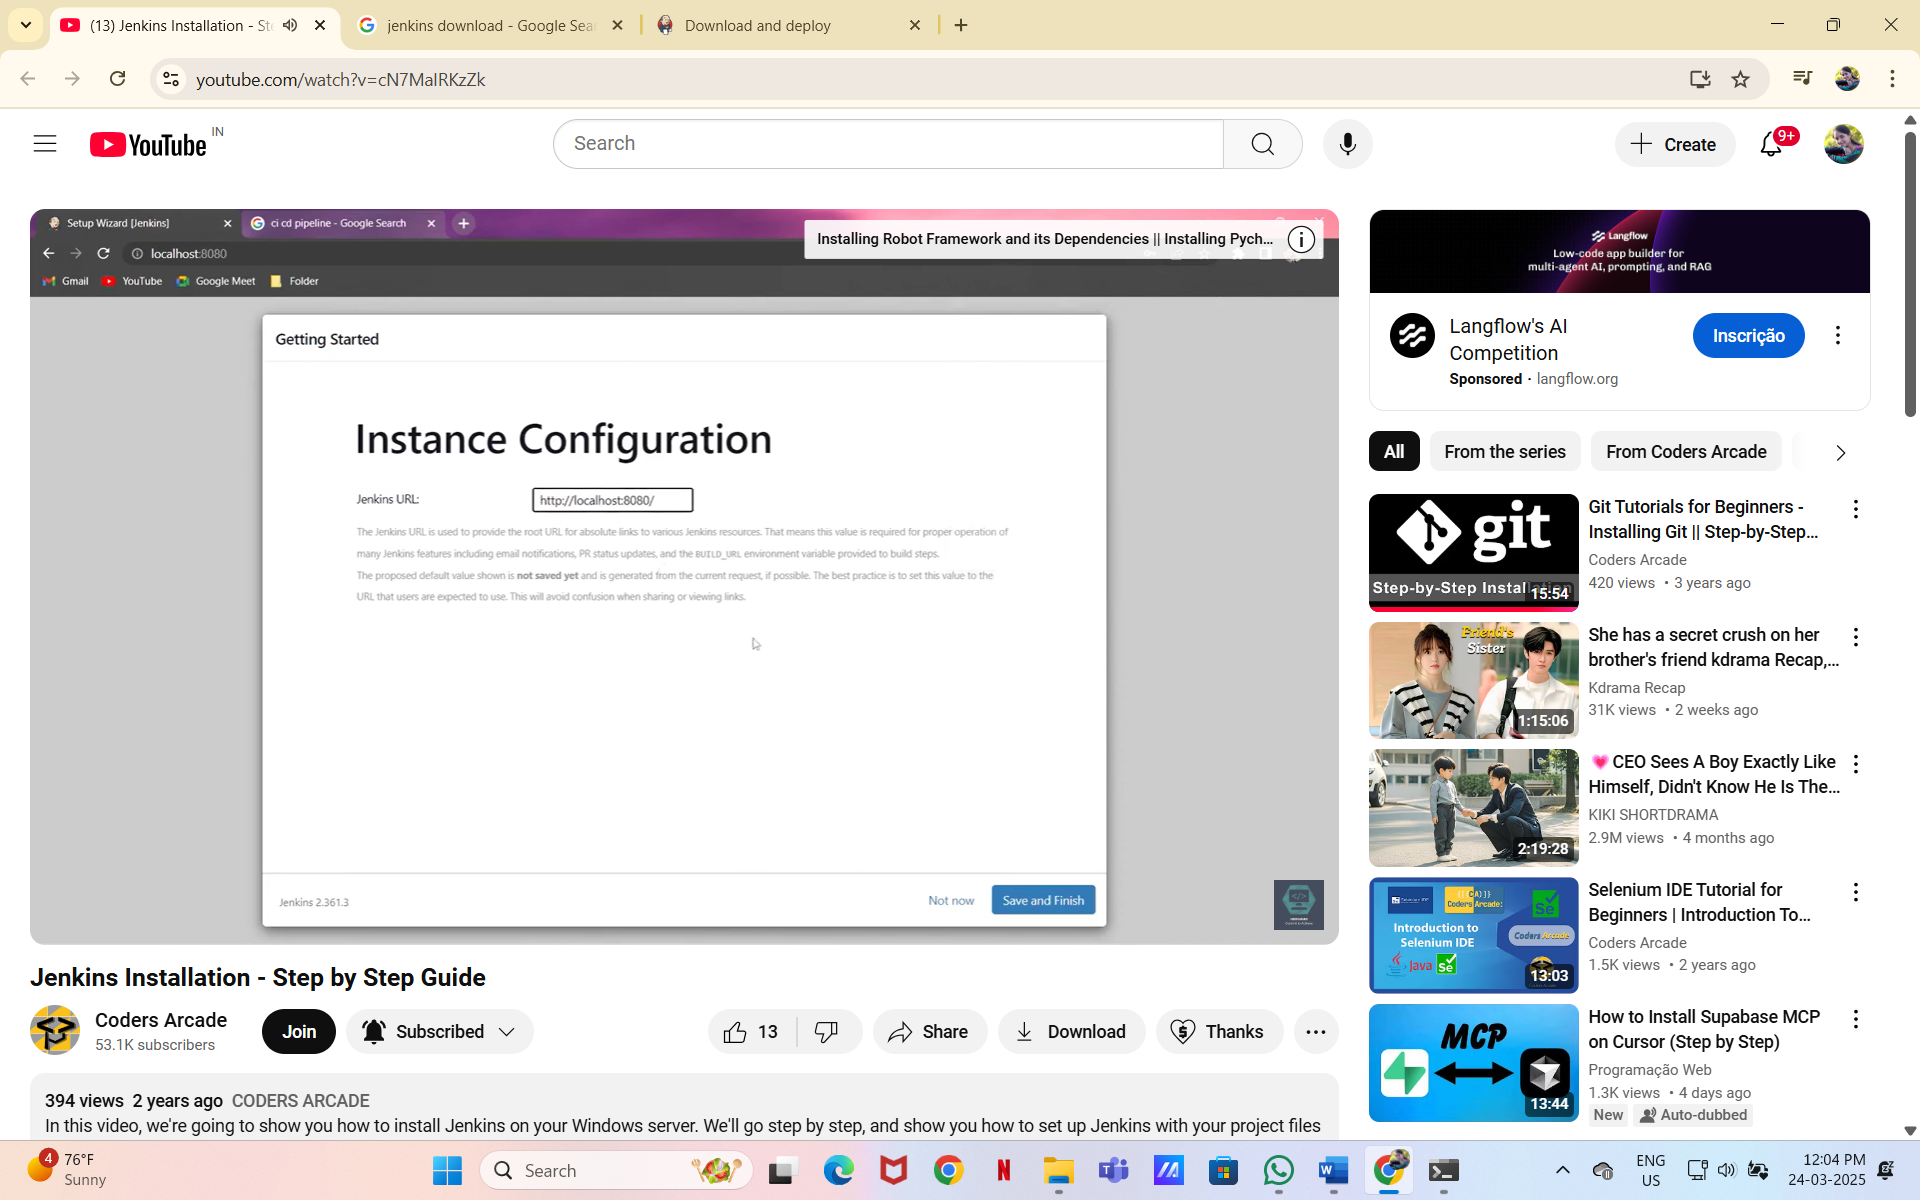 (13) Jenkins Installation - Ste
jenkins download - Google Sear
Download and deploy
youtube.com/watch?v=cN7MaIRKzZk
YouTube IN
Search
Create
9+
Setup Wizard [Jenkins]
ci cd pipeline - Google Search
localhost:8080
Installing Robot Framework and its Dependencies || Installing Pych...
Gmail
YouTube
Google Meet
Folder
Getting Started
Instance Configuration
Jenkins URL:
http://localhost:8080/
The Jenkins URL is used to provide the root URL for absolute links to various Jenkins resources. That means this value is required for proper operation of
many Jenkins features including email notifications, PR status updates, and the BUILD_URL environment variable provided to build steps.
The proposed default value shown is not saved yet and is generated from the current request, if possible. The best practice is to set this value to the
URL that users are expected to use. This will avoid confusion when sharing or viewing links.
Jenkins 2.361.3
Not now
Save and Finish
Jenkins Installation - Step by Step Guide
Coders Arcade
53.1K subscribers
Join
Subscribed
13
Share
Download
Thanks
394 views 2 years ago CODERS ARCADE
In this video, we're going to show you how to install Jenkins on your Windows server. We'll go step by step, and show you how to set up Jenkins with your project files
Langflow
Low-code app builder for
multi-agent AI, prompting, and RAG
Langflow's AI
Competition
Sponsored · langflow.org
Inscrição
All
From the series
From Coders Arcade
git
Step-by-Step Installation
15:54
Git Tutorials for Beginners -
Installing Git || Step-by-Step...
Coders Arcade
420 views • 3 years ago
Friend's
Sister
1:15:06
She has a secret crush on her
brother's friend kdrama Recap,...
Kdrama Recap
31K views • 2 weeks ago
2:19:28
💗CEO Sees A Boy Exactly Like
Himself, Didn't Know He Is The...
KIKI SHORTDRAMA
2.9M views • 4 months ago
Selenium IDE
Coders Arcade:
Se
Introduction to
Selenium IDE
Coders Arcade
Java
Se
13:03
Selenium IDE Tutorial for
Beginners | Introduction To...
Coders Arcade
1.5K views • 2 years ago
MCP
13:44
How to Install Supabase MCP
on Cursor (Step by Step)
Programação Web
1.3K views • 4 days ago
New
Auto-dubbed
4
76°F
Sunny
Search
ENG
US
12:04 PM
24-03-2025